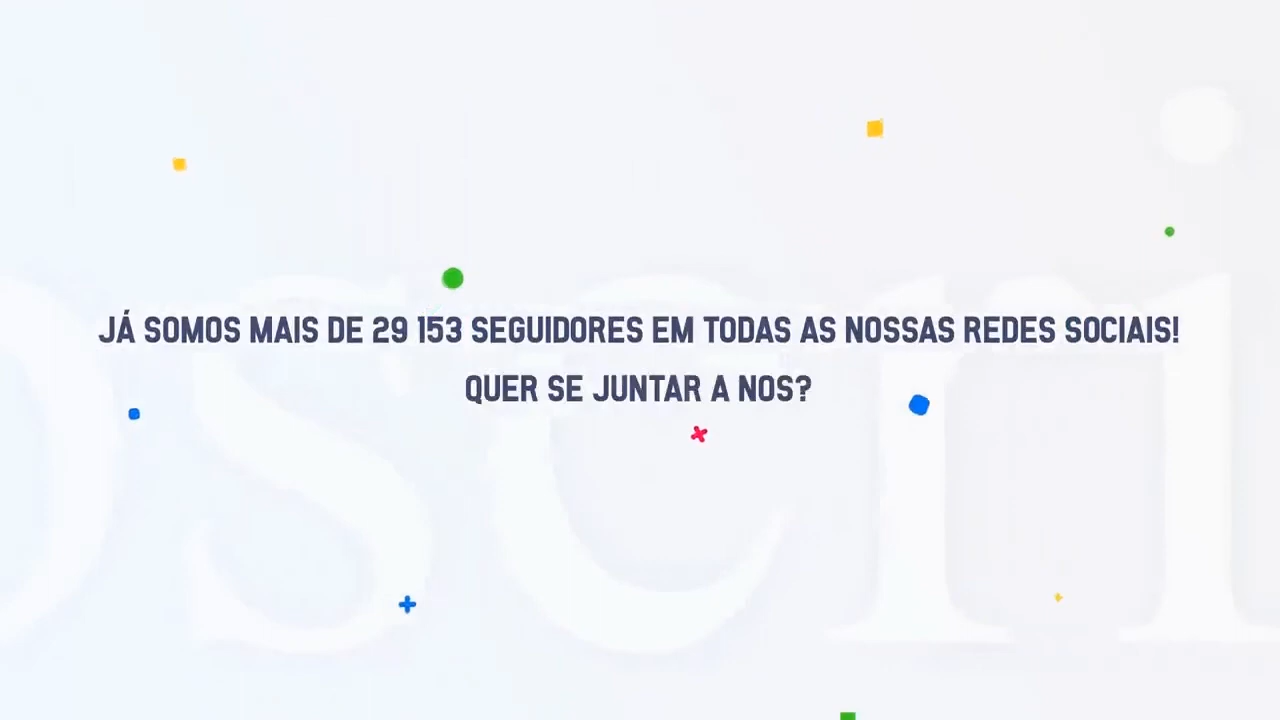 JÁ SOMOS MAIS DE 29 153 SEGUIDORES EM TODAS AS NOSSAS REDES SOCIAIS!
QUER SE JUNTAR A NOS?